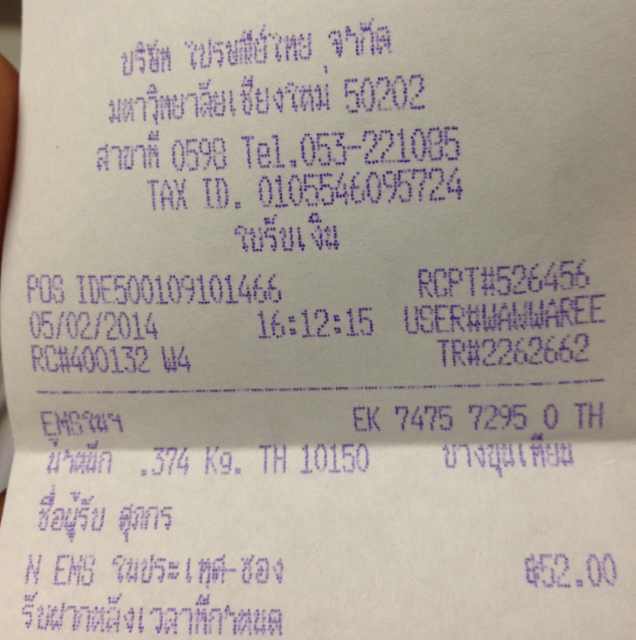 บริษัท ไปรษณีย์ไทย จำกัด
มหาวิทยาลัยเชียงใหม่ 50202
สาขาที่ 0598 Tel.053-221085
TAX ID. 0105546095724
ใบรับเงิน
POS IDE500109101466 RCPT#526456
05/02/2014 16:12:15 USER#WANWAREE
RC#400132 W4 TR#2262662
EMSในฯ EK 7475 7295 0 TH
น้ำหนัก .374 Kg. TH 10150 บางขุนเทียน
ชื่อผู้รับ สุภกร
N EMS ในประเทศ-ซอง ฿52.00
รับฝากหลังเวลาที่กำหนด